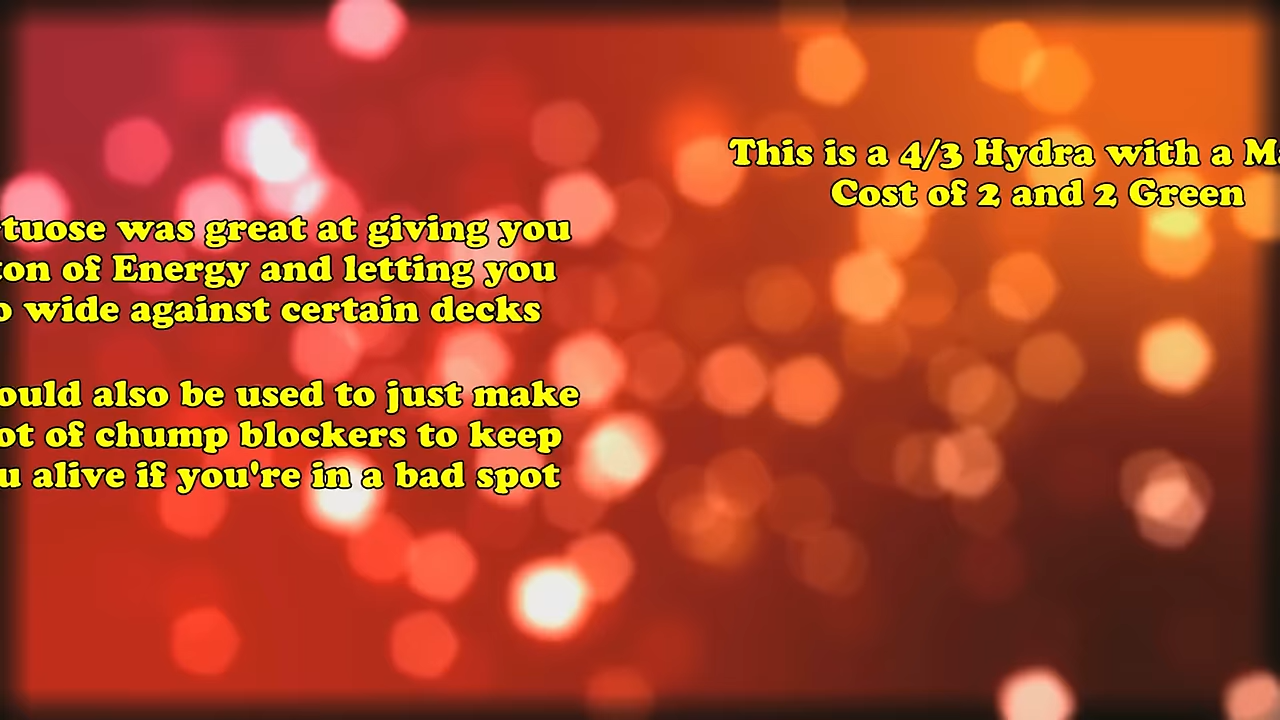 tuose was great at giving you
ton of Energy and letting you
wide against certain decks
ould also be used to just make
ot of chump blockers to keep
u alive if you're in a bad spot
This is a 4/3 Hydra with a Ma
Cost of 2 and 2 Green